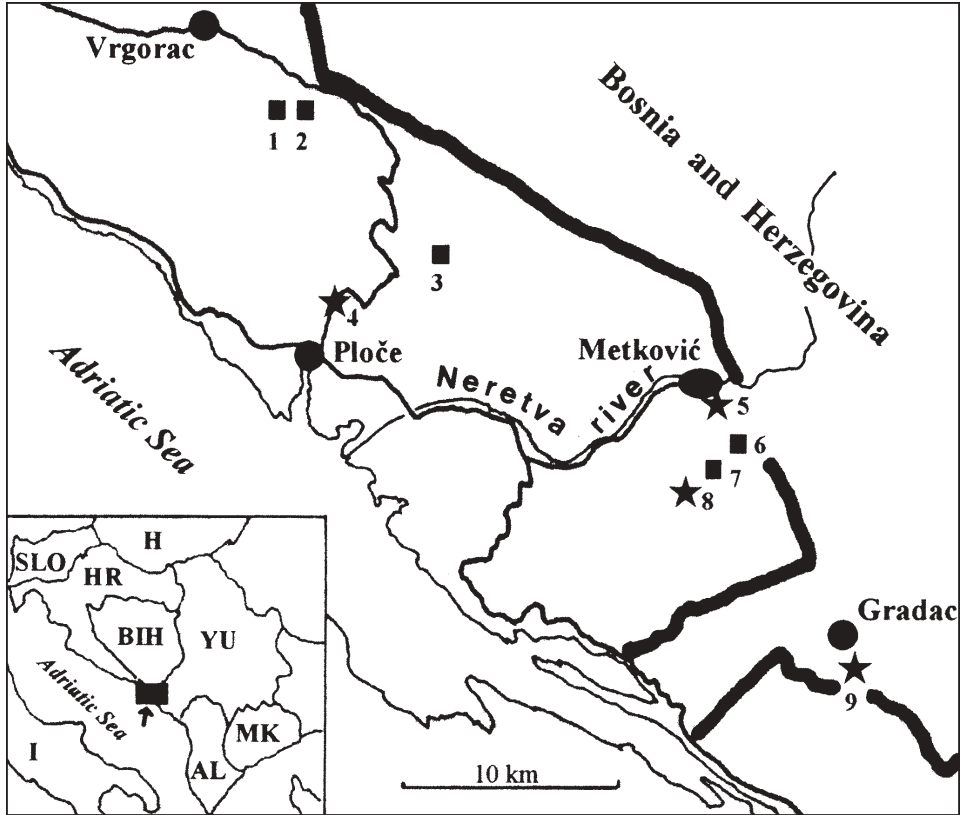 Vrgorac
1 2
Bosnia and Herzegovina
3
4
Ploče
Metković
Neretva river
5
6
7
8
Adriatic Sea
Gradac
9
10 km
H
SLO
HR
BIH
YU
Adriatic Sea
I
MK
AL